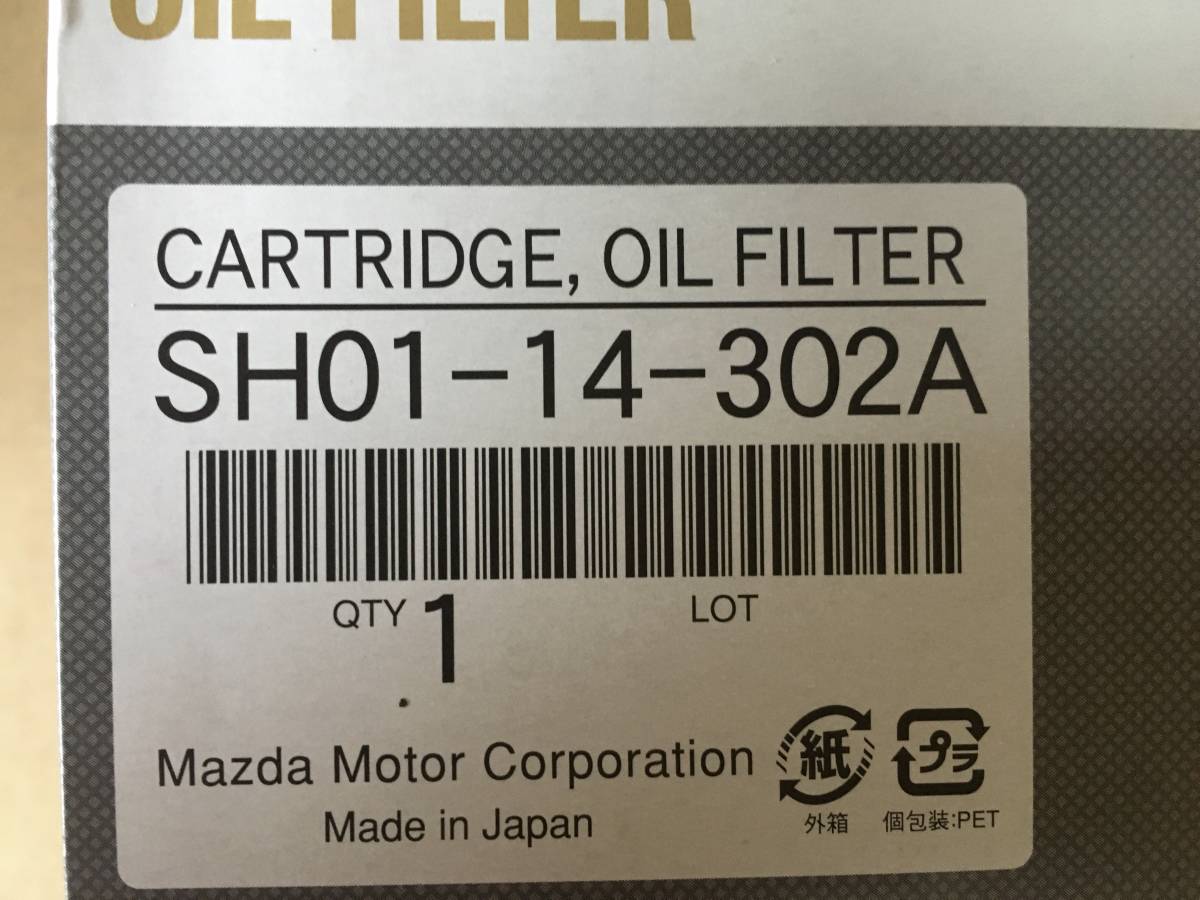 OIL FILTER
CARTRIDGE, OIL FILTER
SH01-14-302A
QTY 1 LOT
Mazda Motor Corporation
Made in Japan
紙 プラ
外箱 個包装:PET